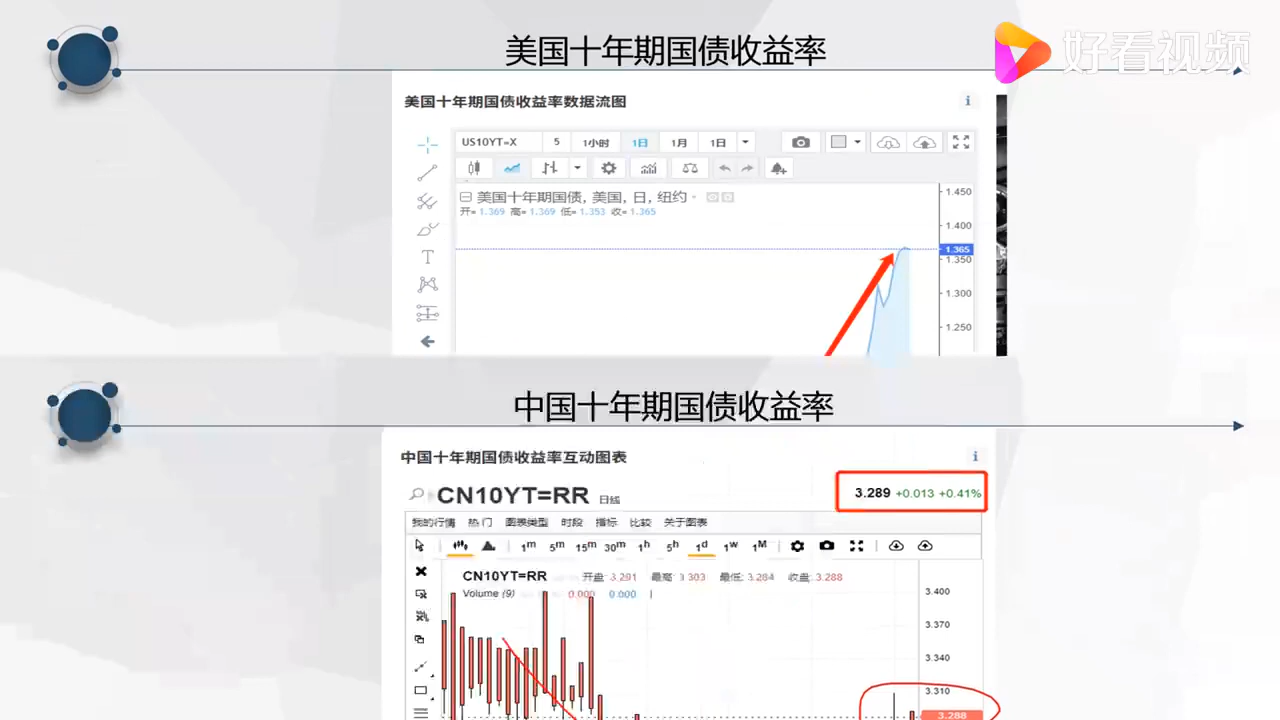 美国十年期国债收益率
好看视频
美国十年期国债收益率数据流图
i
US10YT=X 5 1小时 1日 1月 1日
美国十年期国债, 美国, 日, 纽约
开= 1.369 高= 1.369 低= 1.353 收= 1.365
1.450
1.400
1.365
1.350
1.300
1.250
T
中国十年期国债收益率
中国十年期国债收益率互动图表
i
CN10YT=RR 日线
3.289 +0.013 +0.41%
我的行情 热门 图表类型 时段 指标 比较 关于图表
1m 5m 15m 30m 1h 5h 1d 1w 1M
CN10YT=RR 开盘: 3.291 最高: 3.303 最低: 3.284 收盘: 3.288
Volume (9) 0.000 0.000
3.400
3.370
3.340
3.310
3.288